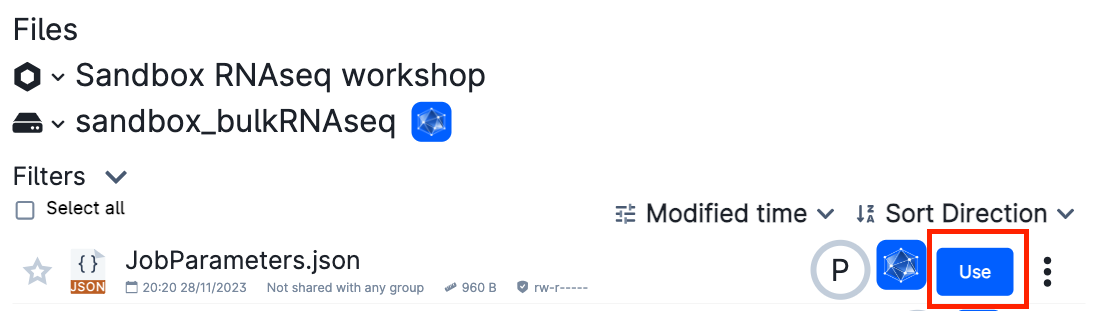 Files
Sandbox RNAseq workshop
sandbox_bulkRNAseq
Filters
Select all
Modified time Sort Direction
{ } JobParameters.json P Use
JSON 20:20 28/11/2023 Not shared with any group 960 B rw-r-----